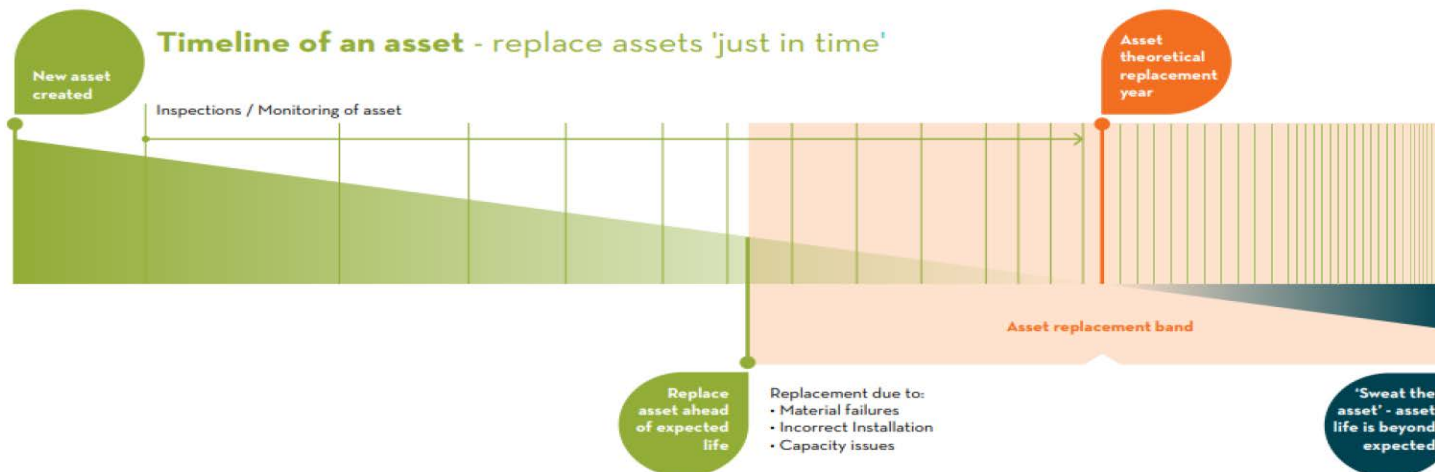 Timeline of an asset - replace assets 'just in time'
New asset
created
Inspections / Monitoring of asset
Asset
theoretical
replacement
year
Asset replacement band
Replace
asset ahead
of expected
life
Replacement due to:
• Material failures
• Incorrect Installation
• Capacity issues
'Sweat the
asset' - asset
life is beyond
expected